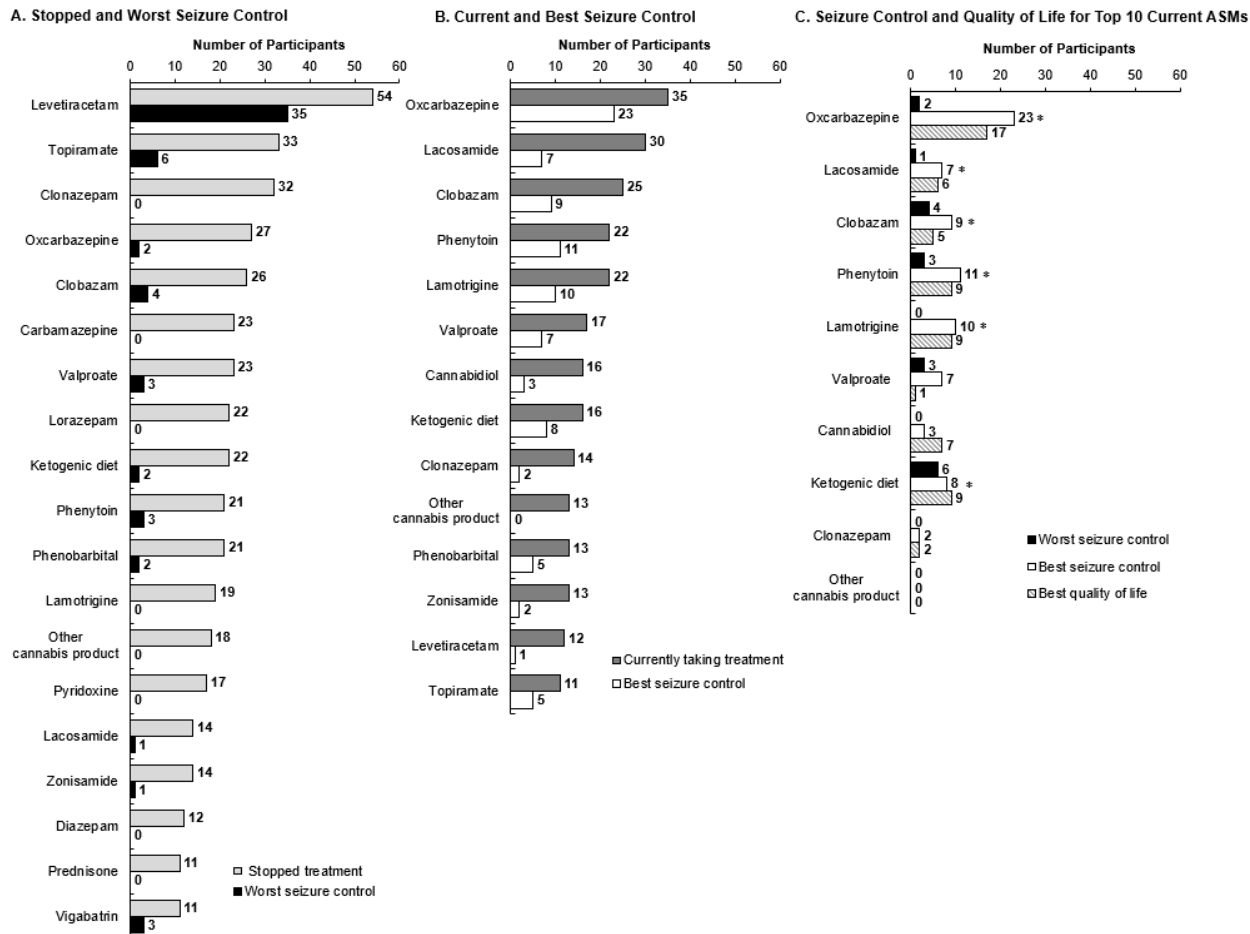 A. Stopped and Worst Seizure Control
Number of Participants
0 10 20 30 40 50 60
Levetiracetam 54
35
Topiramate 33
6
Clonazepam 32
0
Oxcarbazepine 27
2
Clobazam 26
4
Carbamazepine 23
0
Valproate 23
3
Lorazepam 22
0
Ketogenic diet 22
2
Phenytoin 21
3
Phenobarbital 21
2
Lamotrigine 19
0
Other
cannabis product 18
0
Pyridoxine 17
0
Lacosamide 14
1
Zonisamide 14
1
Diazepam 12
0
Prednisone 11
0
Vigabatrin 11
3
Stopped treatment
Worst seizure control
B. Current and Best Seizure Control
Number of Participants
0 10 20 30 40 50 60
Oxcarbazepine 35
23
Lacosamide 30
7
Clobazam 25
9
Phenytoin 22
11
Lamotrigine 22
10
Valproate 17
7
Cannabidiol 16
3
Ketogenic diet 16
8
Clonazepam 14
2
Other
cannabis product 13
0
Phenobarbital 13
5
Zonisamide 13
2
Levetiracetam 12
1
Topiramate 11
5
Currently taking treatment
Best seizure control
C. Seizure Control and Quality of Life for Top 10 Current ASMs
Number of Participants
0 10 20 30 40 50 60
2
Oxcarbazepine 23 *
17
1
Lacosamide 7 *
6
4
Clobazam 9 *
5
3
Phenytoin 11 *
9
0
Lamotrigine 10 *
9
3
Valproate 7
1
0
Cannabidiol 3
7
6
Ketogenic diet 8 *
9
0
Clonazepam 2
2
0
Other
cannabis product 0
0
Worst seizure control
Best seizure control
Best quality of life